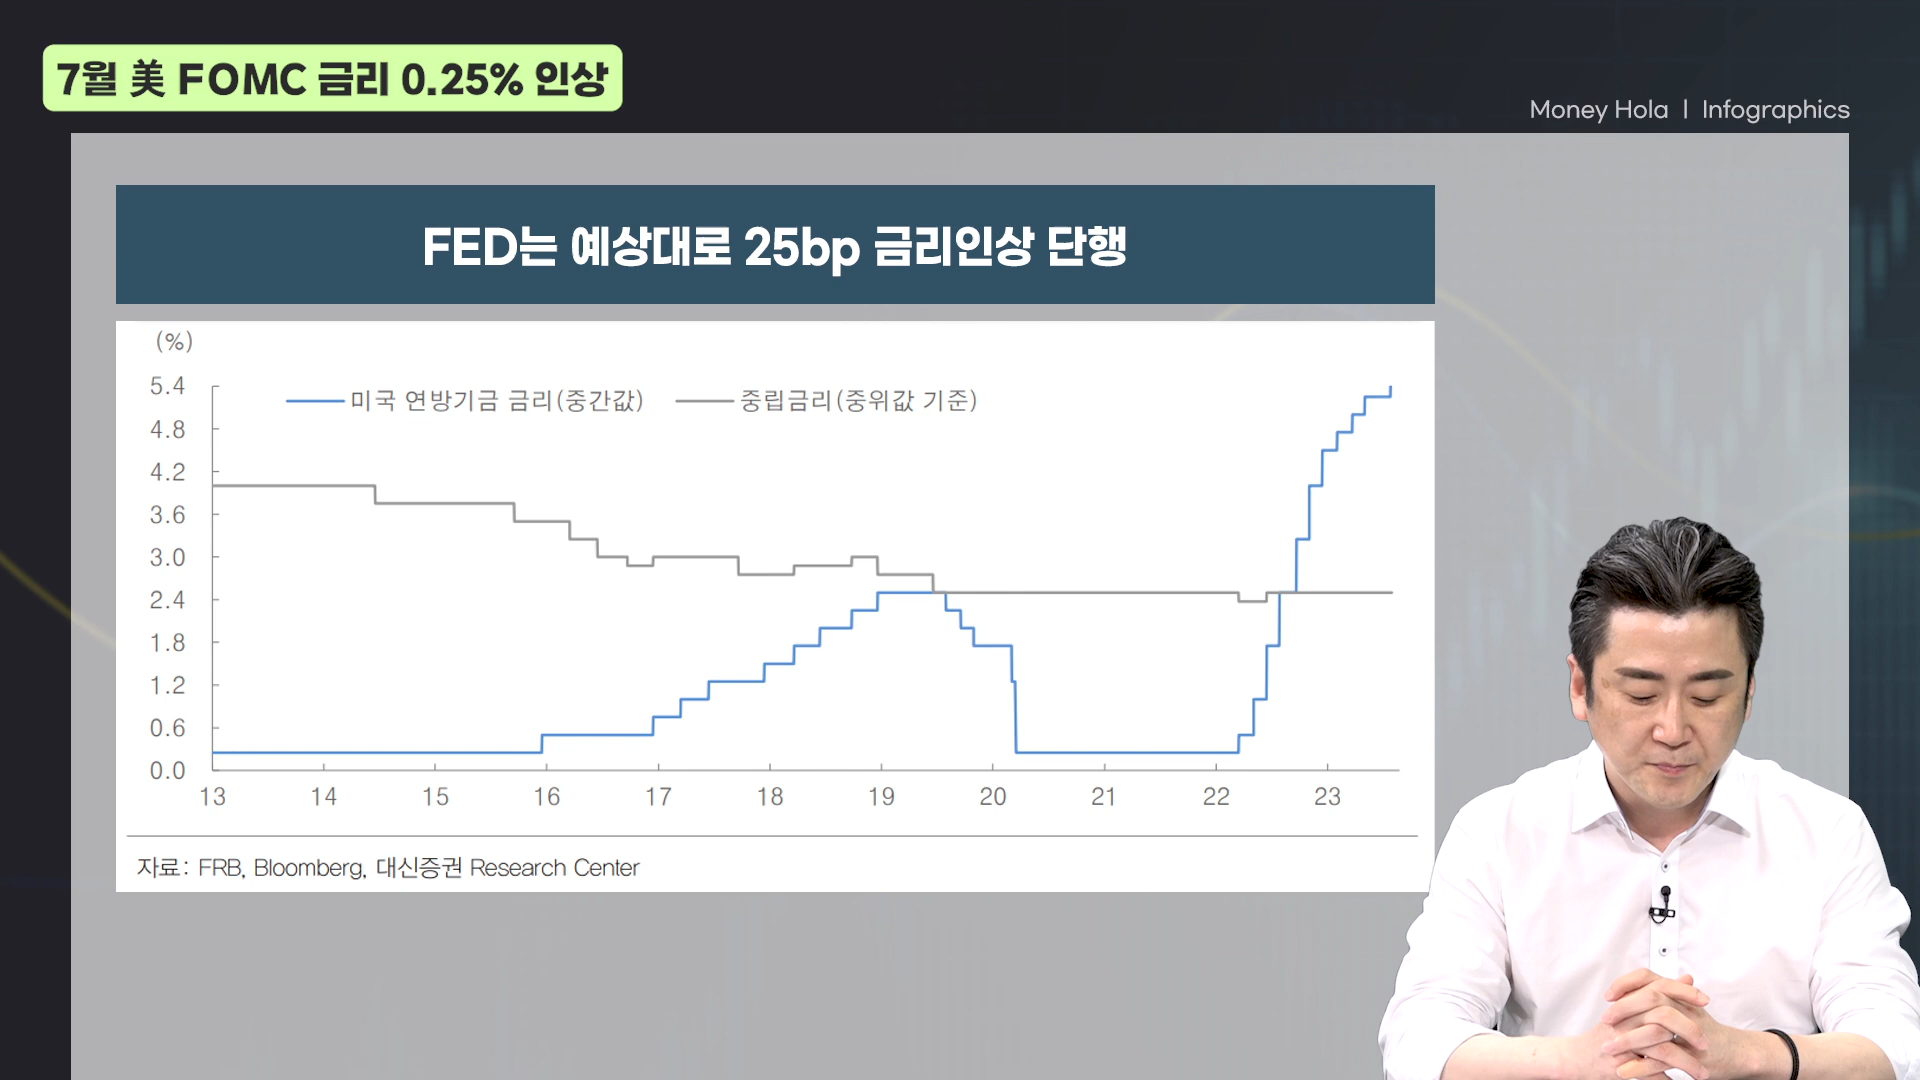 7월 美 FOMC 금리 0.25% 인상
Money Hola | Infographics
FED는 예상대로 25bp 금리인상 단행
(%)
미국 연방기금 금리(중간값) 중립금리(중위값 기준)
5.4
4.8
4.2
3.6
3.0
2.4
1.8
1.2
0.6
0.0
13 14 15 16 17 18 19 20 21 22 23
자료: FRB, Bloomberg, 대신증권 Research Center